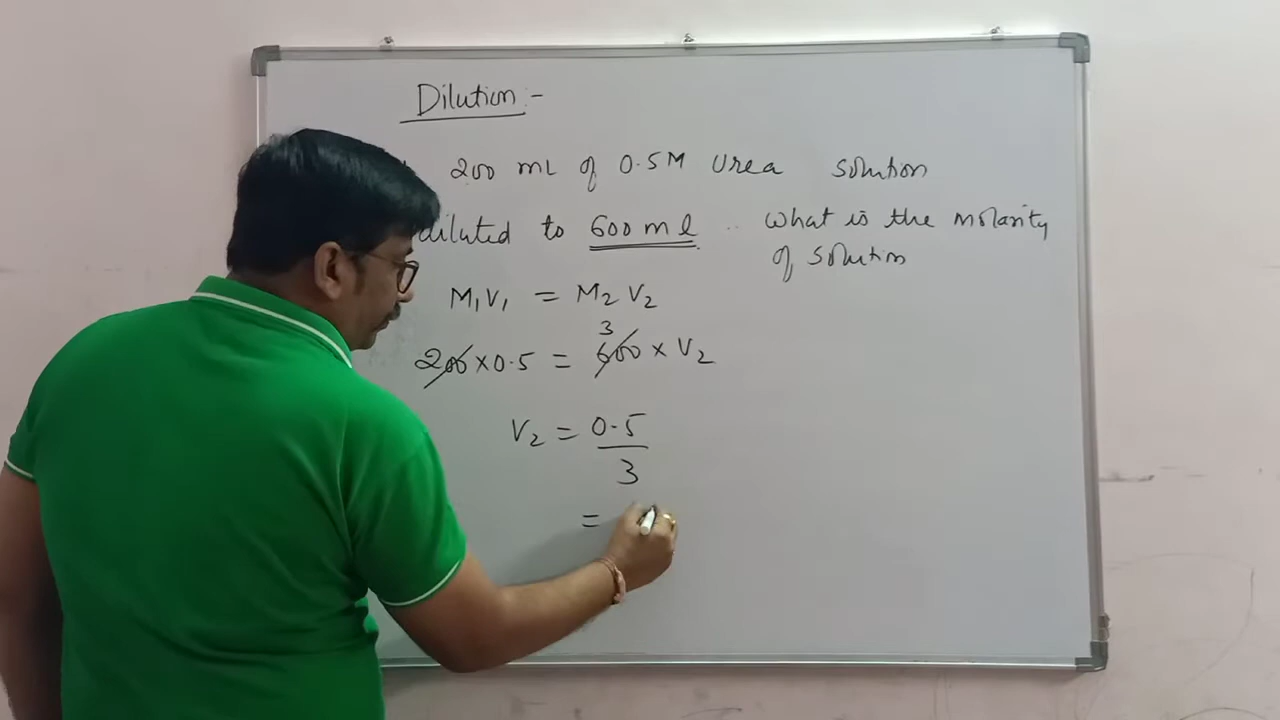 Dilution :-
200 ml of 0.5M Urea solution
diluted to 600 ml .. What is the molarity
of solution
M₁V₁ = M₂ V₂
3
200 × 0.5 = 600 × V₂
V₂ = 0.5
3
=